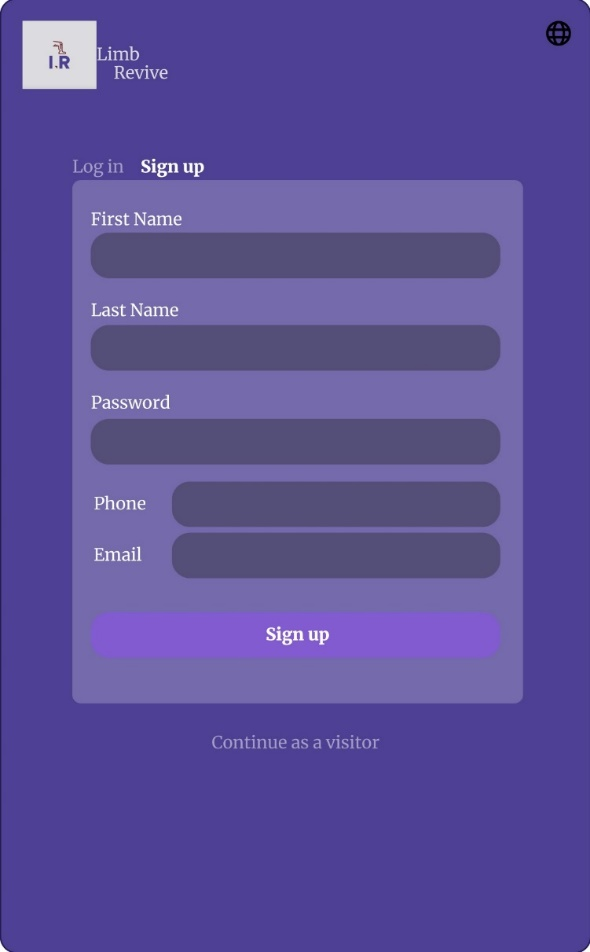 I.R
Limb
Revive
Log in Sign up
First Name
Last Name
Password
Phone
Email
Sign up
Continue as a visitor